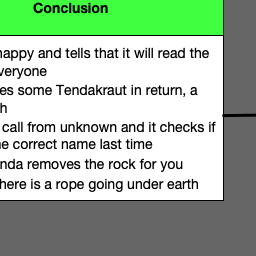 Conclusion
happy and tells that it will read the
veryone
es some Tendakraut in return, a
h
call from unknown and it checks if
e correct name last time
nda removes the rock for you
here is a rope going under earth